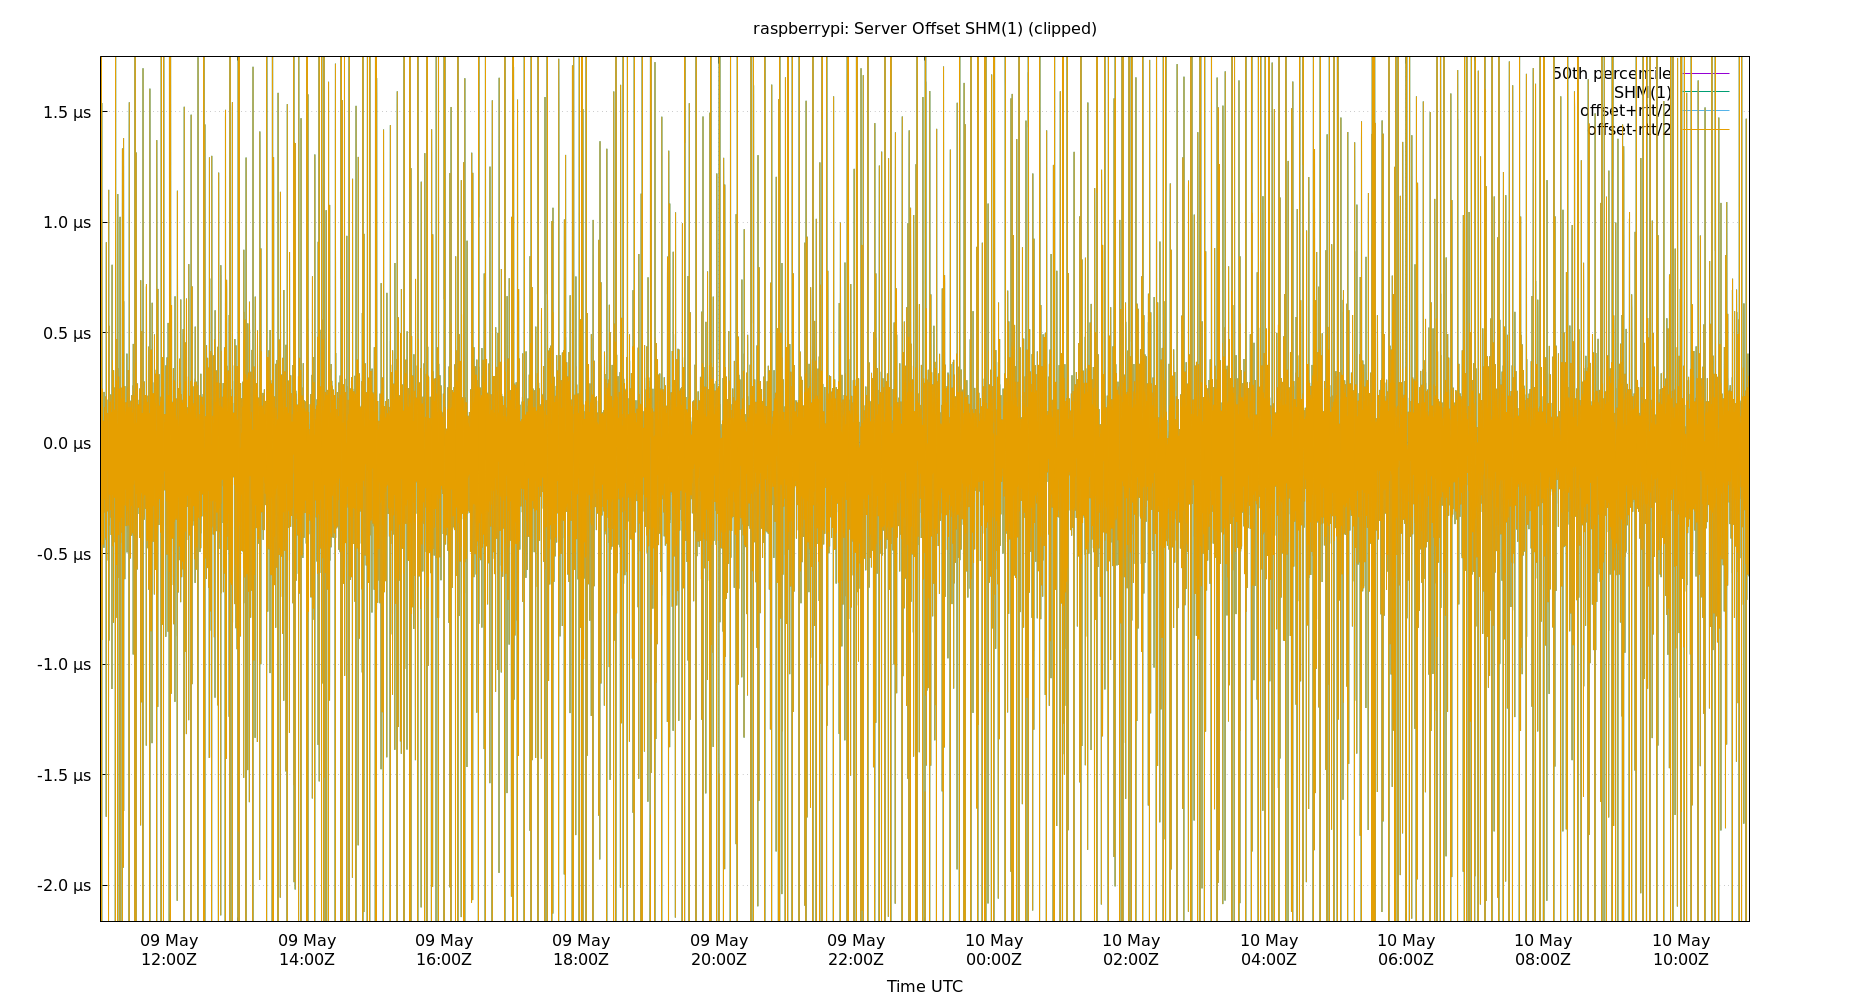 raspberrypi: Server Offset SHM(1) (clipped)
50th percentile
SHM(1)
offset+rtt/2
offset-rtt/2
1.5 µs
1.0 µs
0.5 µs
0.0 µs
-0.5 µs
-1.0 µs
-1.5 µs
-2.0 µs
09 May 09 May 09 May 09 May 09 May 09 May 10 May 10 May 10 May 10 May 10 May 10 May
12:00Z 14:00Z 16:00Z 18:00Z 20:00Z 22:00Z 00:00Z 02:00Z 04:00Z 06:00Z 08:00Z 10:00Z
Time UTC